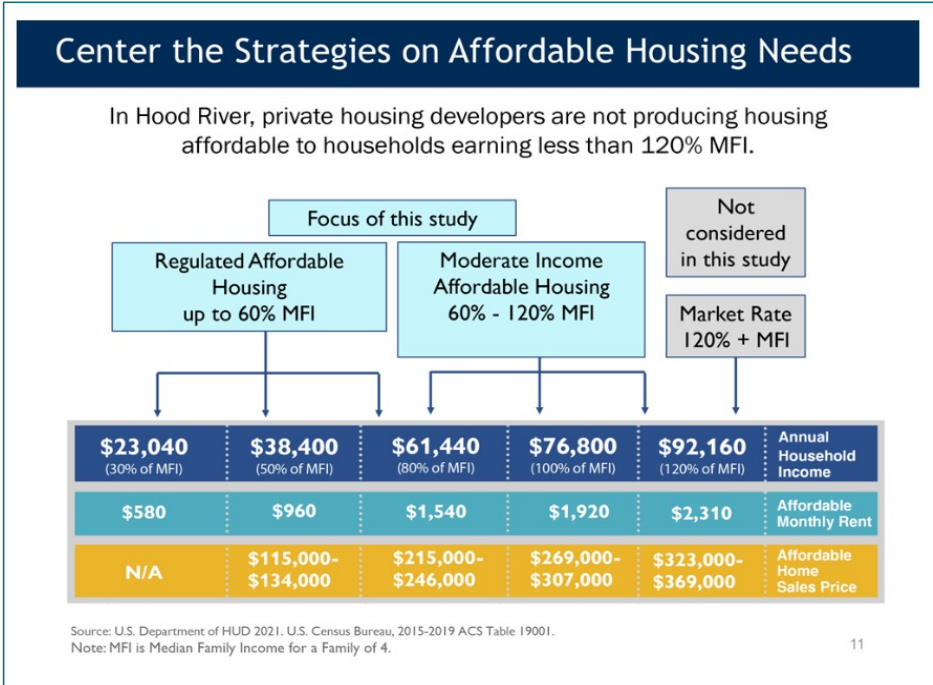 Center the Strategies on Affordable Housing Needs
In Hood River, private housing developers are not producing housing
affordable to households earning less than 120% MFI.
Focus of this study
Not
considered
in this study
Regulated Affordable
Housing
up to 60% MFI
Moderate Income
Affordable Housing
60% - 120% MFI
Market Rate
120% + MFI
$23,040
(30% of MFI)
$38,400
(50% of MFI)
$61,440
(80% of MFI)
$76,800
(100% of MFI)
$92,160
(120% of MFI)
Annual
Household
Income
$580
$960
$1,540
$1,920
$2,310
Affordable
Monthly Rent
N/A
$115,000-
$134,000
$215,000-
$246,000
$269,000-
$307,000
$323,000-
$369,000
Affordable
Home
Sales Price
Source: U.S. Department of HUD 2021. U.S. Census Bureau, 2015-2019 ACS Table 19001.
Note: MFI is Median Family Income for a Family of 4.
11